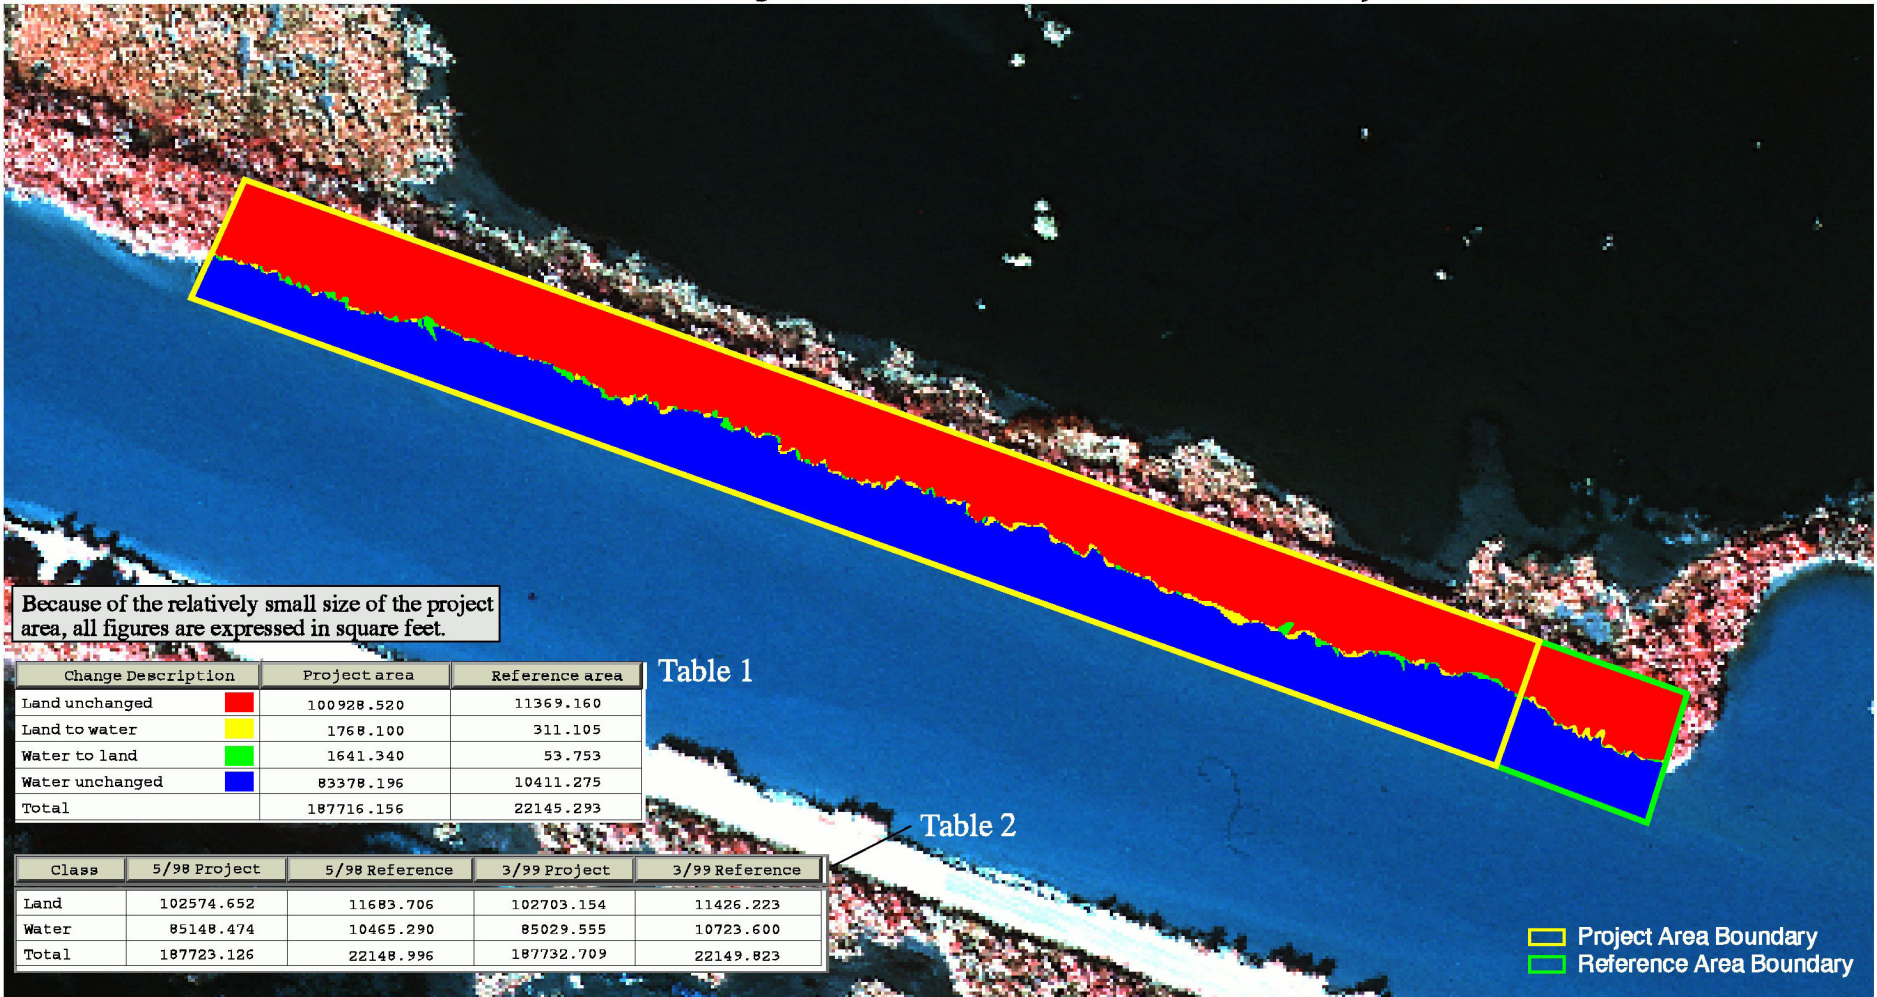 Because of the relatively small size of the project
area, all figures are expressed in square feet.
Table 1
Change Description Project area Reference area
Land unchanged 100928.520 11369.160
Land to water 1768.100 311.105
Water to land 1641.340 53.753
Water unchanged 83378.196 10411.275
Total 187716.156 22145.293
Table 2
Class 5/98 Project 5/98 Reference 3/99 Project 3/99 Reference
Land 102574.652 11683.706 102703.154 11426.223
Water 85148.474 10465.290 85029.555 10723.600
Total 187723.126 22148.996 187732.709 22149.823
Project Area Boundary
Reference Area Boundary